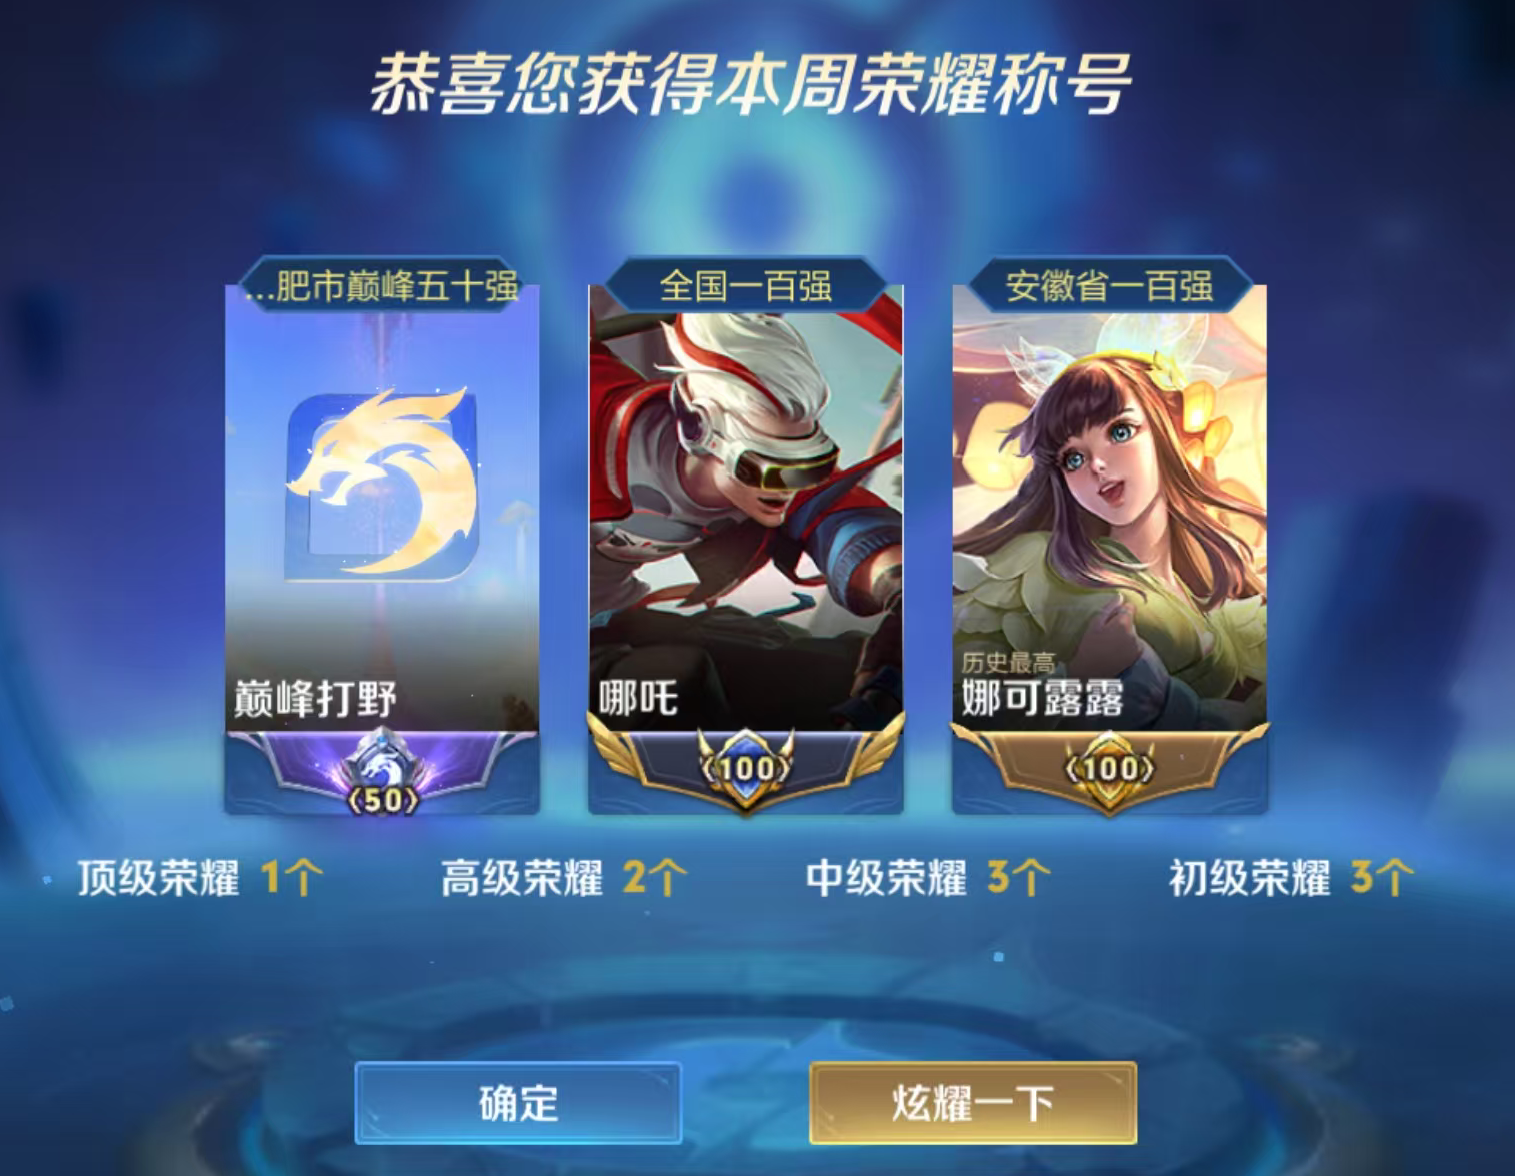 恭喜您获得本周荣耀称号
...肥市巅峰五十强
全国一百强
安徽省一百强
巅峰打野
哪吒
历史最高
娜可露露
50
100
100
顶级荣耀 1个
高级荣耀 2个
中级荣耀 3个
初级荣耀 3个
确定
炫耀一下